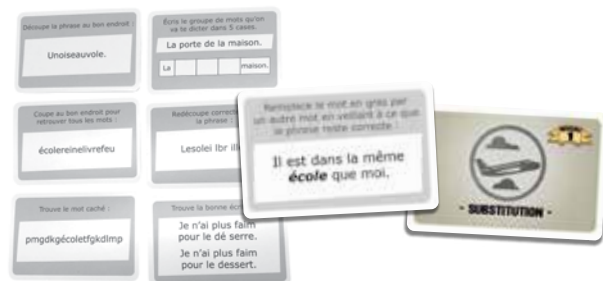 Découpe la phrase au bon endroit :
Unoiseauvole.
Écris le groupe de mots qu'on
va te dicter dans 5 cases.
La porte de la maison.
La maison.
Coupe au bon endroit pour
retrouver tous les mots :
écolereinelivrefeu
Redécoupe correcte
la phrase :
Lesolei lbr ill
Trouve le mot caché :
pmgdkgécoletfgkdlmp
Trouve la bonne écri
Je n'ai plus faim
pour le dé serre.
Je n'ai plus faim
pour le dessert.
Remplace le mot en gras par
un autre mot en veillant à ce que
la phrase reste correcte :
Il est dans la même
école que moi.
1
- SUBSTITUTION -